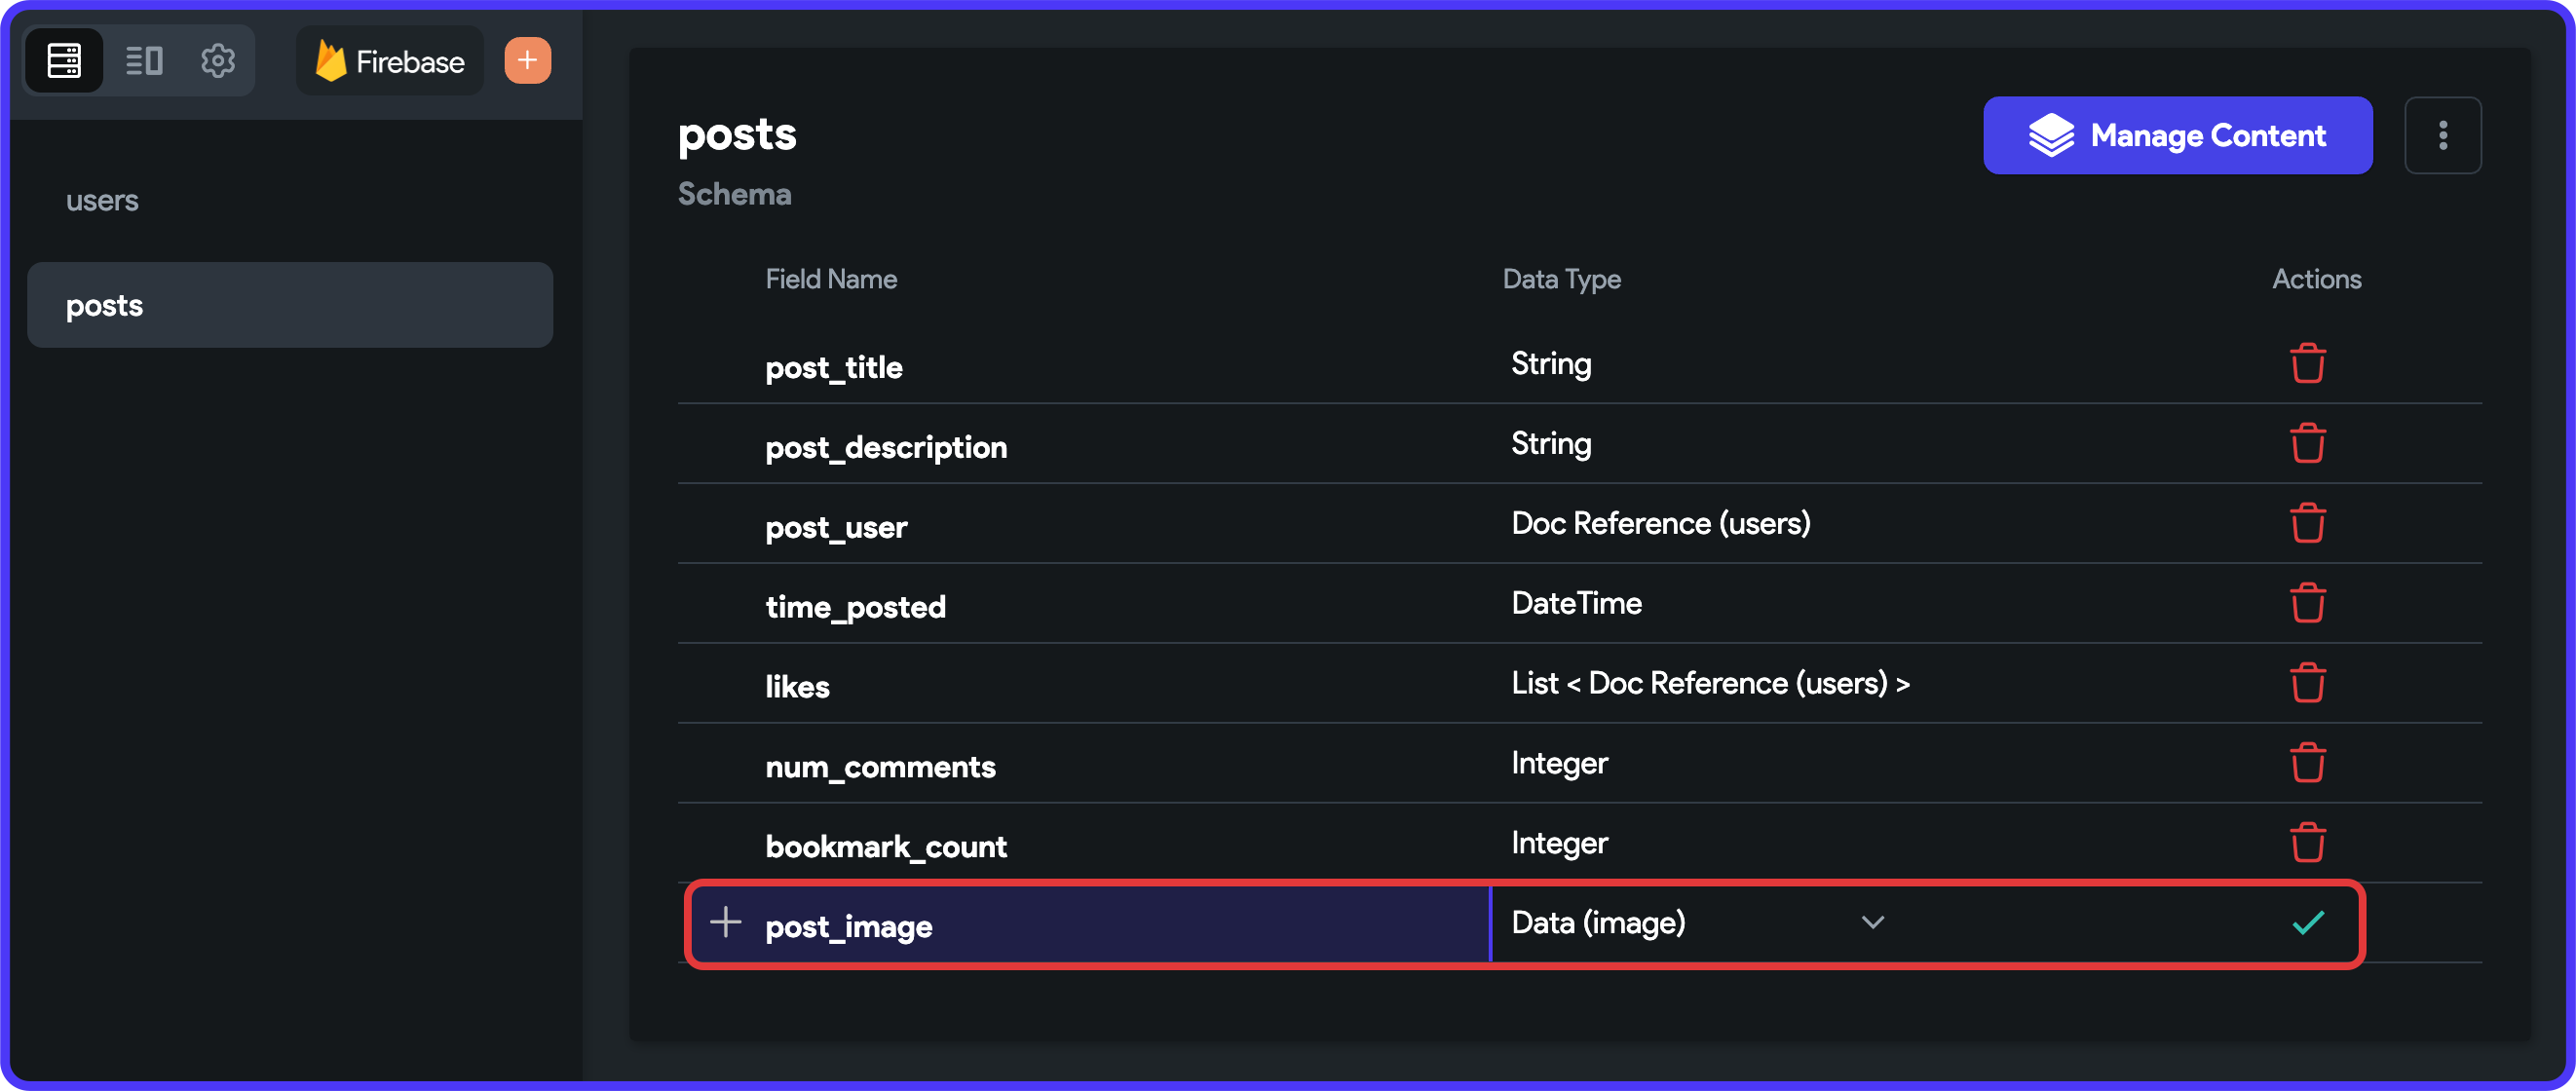 Firebase
users
posts
posts
Schema
Manage Content
Field Name Data Type Actions
post_title String
post_description String
post_user Doc Reference (users)
time_posted DateTime
likes List < Doc Reference (users) >
num_comments Integer
bookmark_count Integer
post_image Data (image)